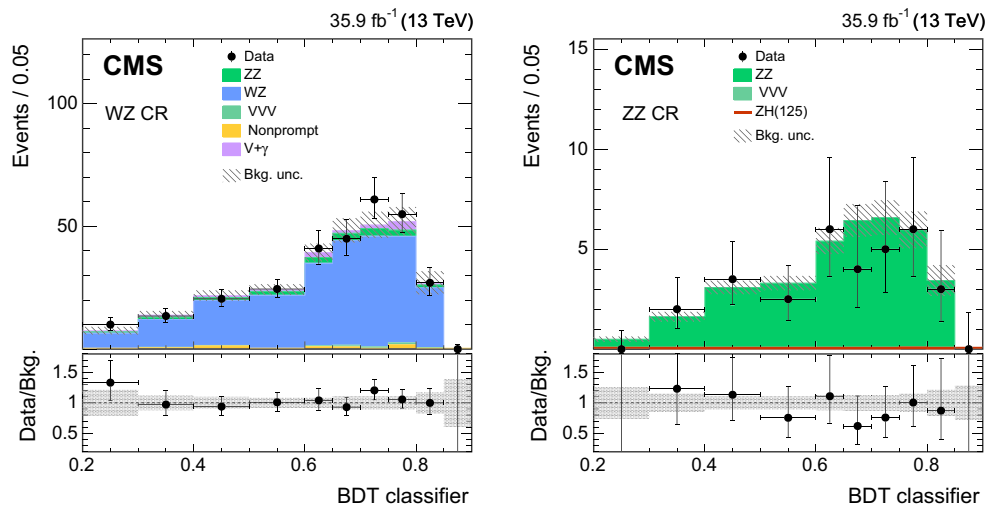 35.9 fb⁻¹ (13 TeV)
Events / 0.05
CMS
WZ CR
Data
ZZ
WZ
VVV
Nonprompt
V+γ
Bkg. unc.
100
50
Data/Bkg.
1.5
1
0.5
0.2
0.4
0.6
0.8
BDT classifier
35.9 fb⁻¹ (13 TeV)
Events / 0.05
CMS
ZZ CR
Data
ZZ
VVV
ZH(125)
Bkg. unc.
15
10
5
Data/Bkg.
1.5
1
0.5
0.2
0.4
0.6
0.8
BDT classifier